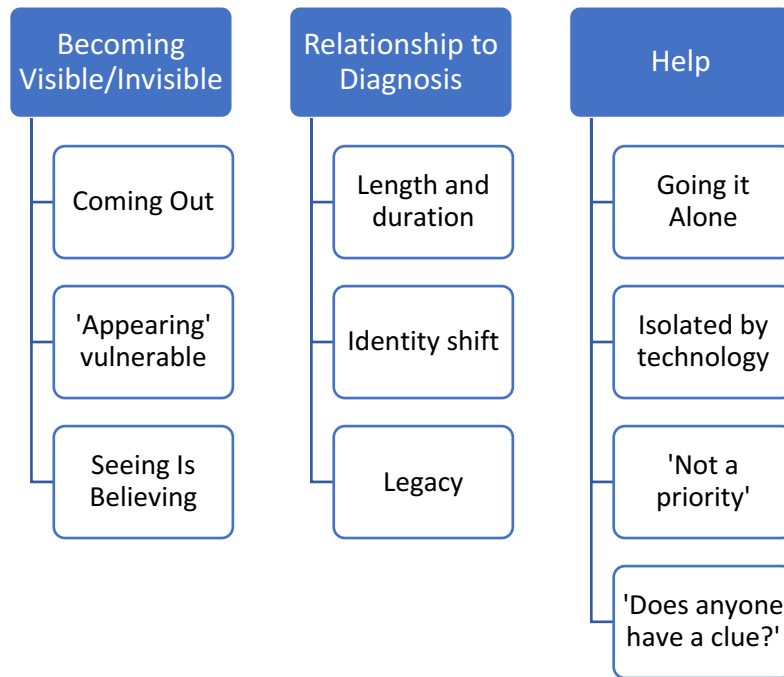 Becoming
Visible/Invisible
Coming Out
'Appearing'
vulnerable
Seeing Is
Believing
Relationship to
Diagnosis
Length and
duration
Identity shift
Legacy
Help
Going it
Alone
Isolated by
technology
'Not a
priority'
'Does anyone
have a clue?'